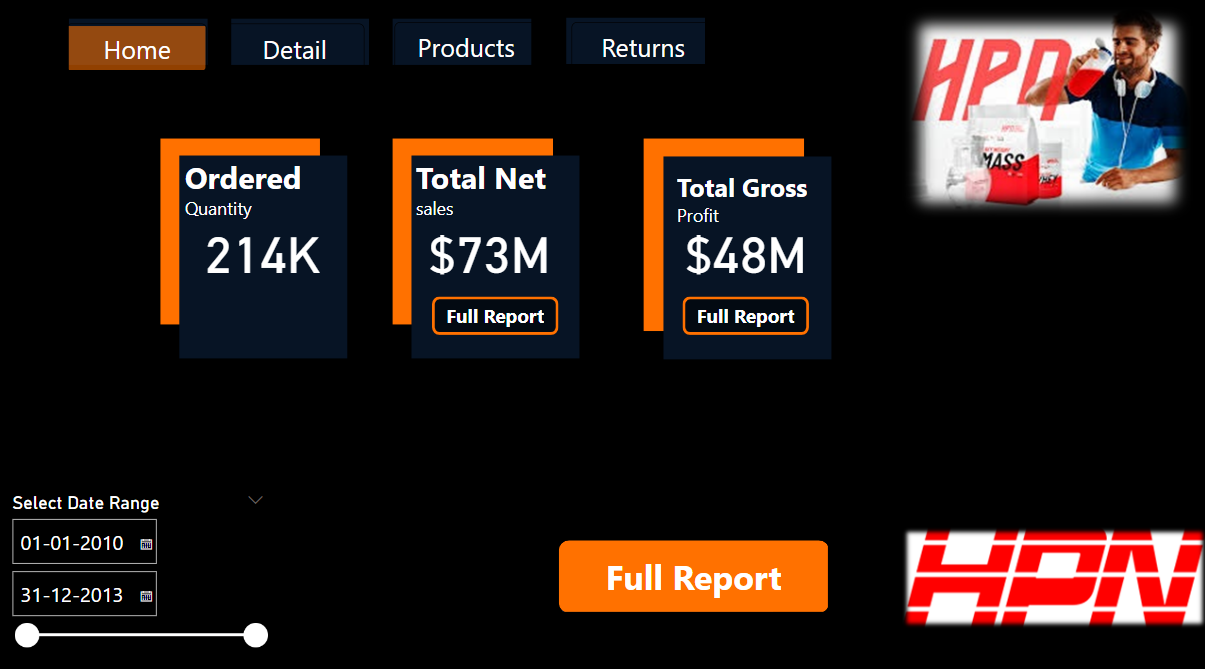 Home
Detail
Products
Returns
HPN
MASS
Ordered
Quantity
214K
Total Net
sales
$73M
Full Report
Total Gross
Profit
$48M
Full Report
Select Date Range
01-01-2010
31-12-2013
Full Report
HPN